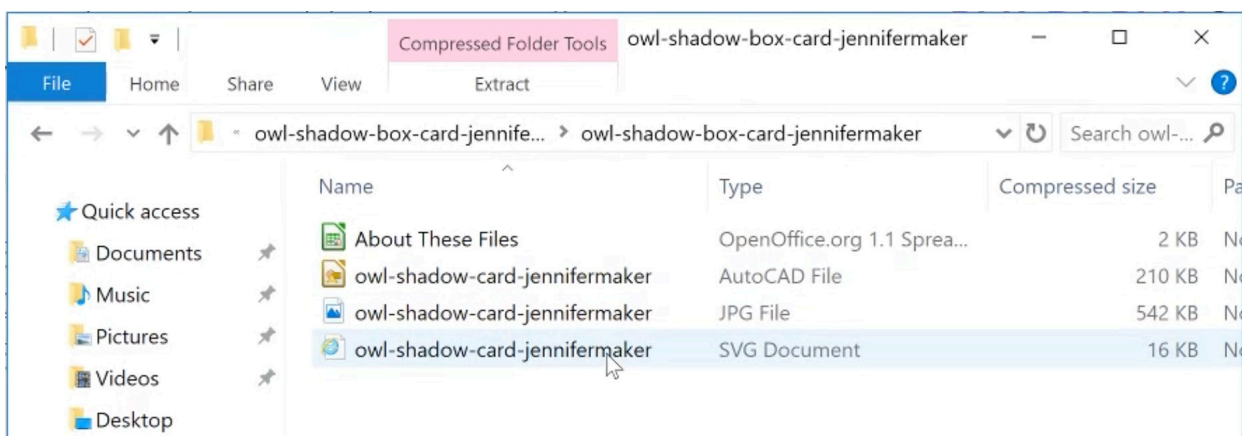 Compressed Folder Tools owl-shadow-box-card-jennifermaker
File Home Share View Extract
owl-shadow-box-card-jennife... owl-shadow-box-card-jennifermaker Search owl-...
Name Type Compressed size Pa
Quick access
About These Files OpenOffice.org 1.1 Sprea... 2 KB
Documents
owl-shadow-card-jennifermaker AutoCAD File 210 KB
Music
owl-shadow-card-jennifermaker JPG File 542 KB
Pictures
owl-shadow-card-jennifermaker SVG Document 16 KB
Videos
Desktop